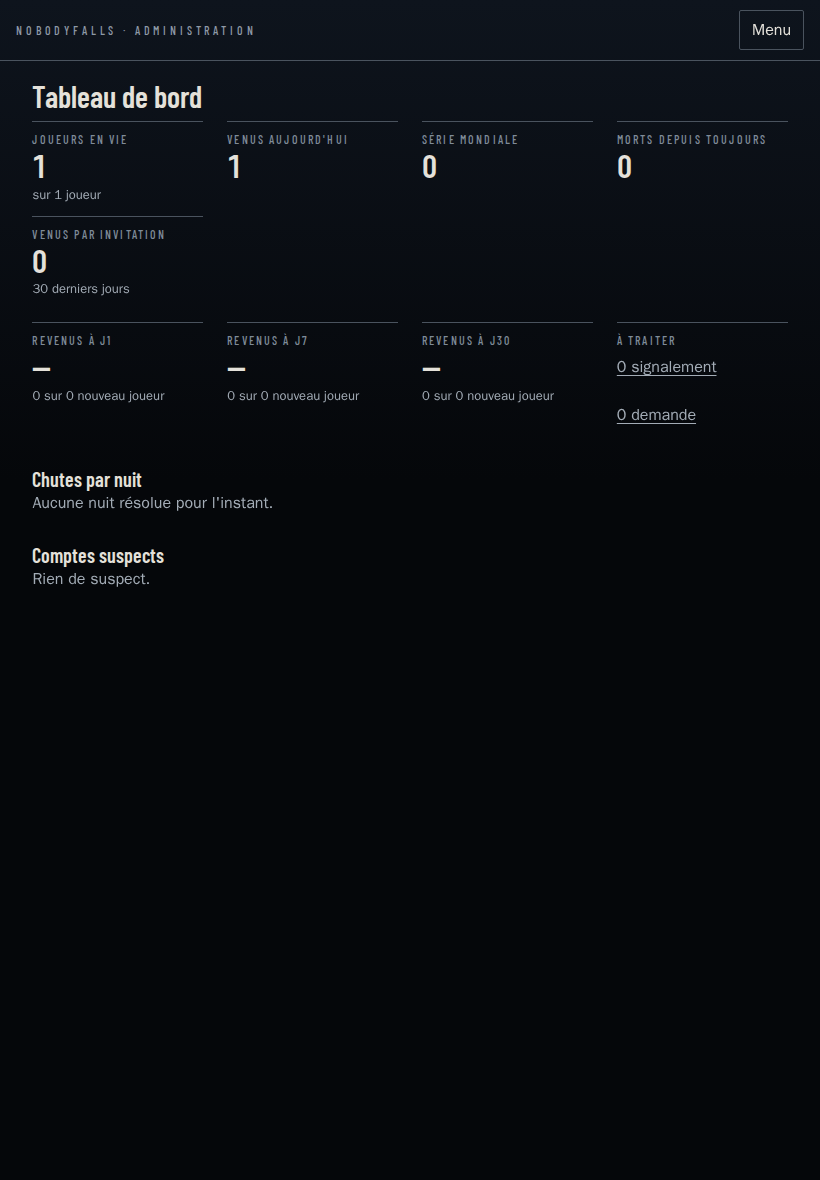 NOBODYFALLS · ADMINISTRATION
Menu
Tableau de bord
JOUEURS EN VIE
1
sur 1 joueur
VENUS AUJOURD'HUI
1
SÉRIE MONDIALE
0
MORTS DEPUIS TOUJOURS
0
VENUS PAR INVITATION
0
30 derniers jours
REVENUS À J1
—
0 sur 0 nouveau joueur
REVENUS À J7
—
0 sur 0 nouveau joueur
REVENUS À J30
—
0 sur 0 nouveau joueur
À TRAITER
0 signalement
0 demande
Chutes par nuit
Aucune nuit résolue pour l'instant.
Comptes suspects
Rien de suspect.